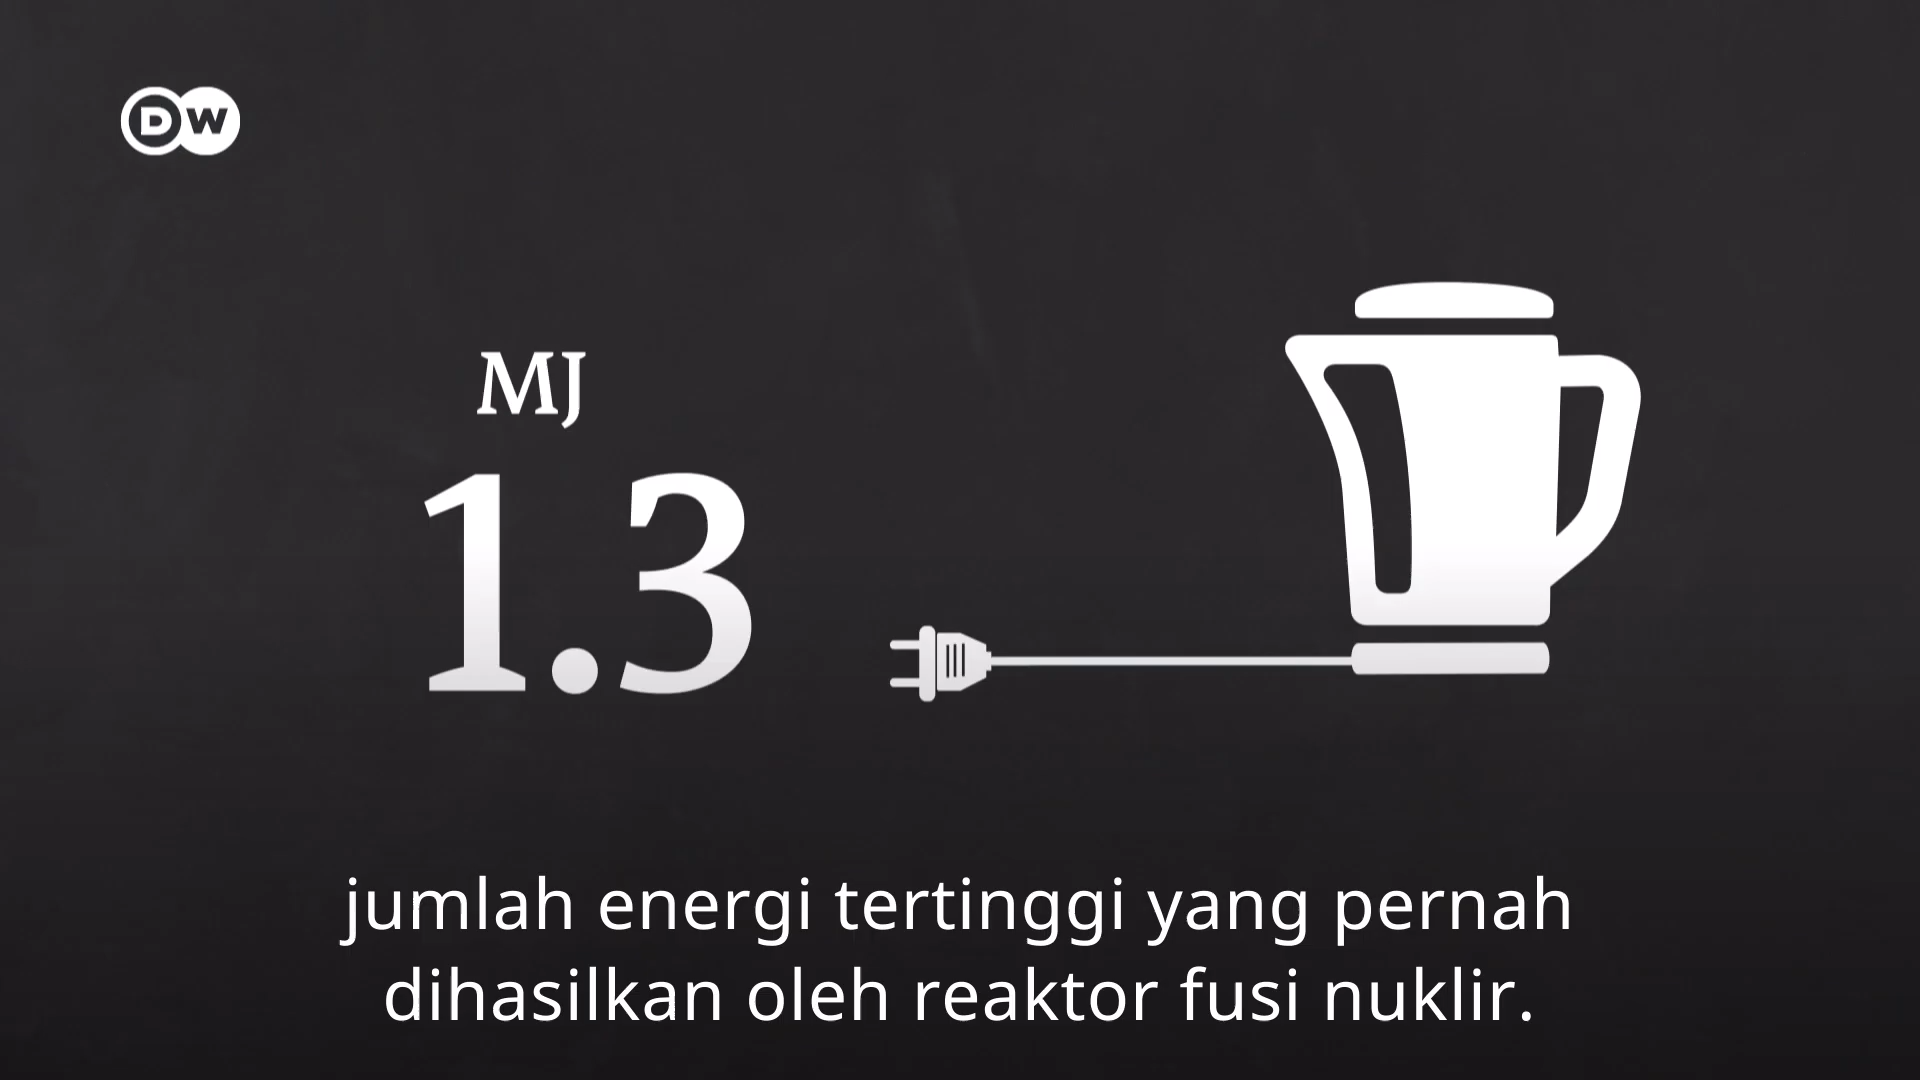 DW
MJ
1.3
jumlah energi tertinggi yang pernah
dihasilkan oleh reaktor fusi nuklir.